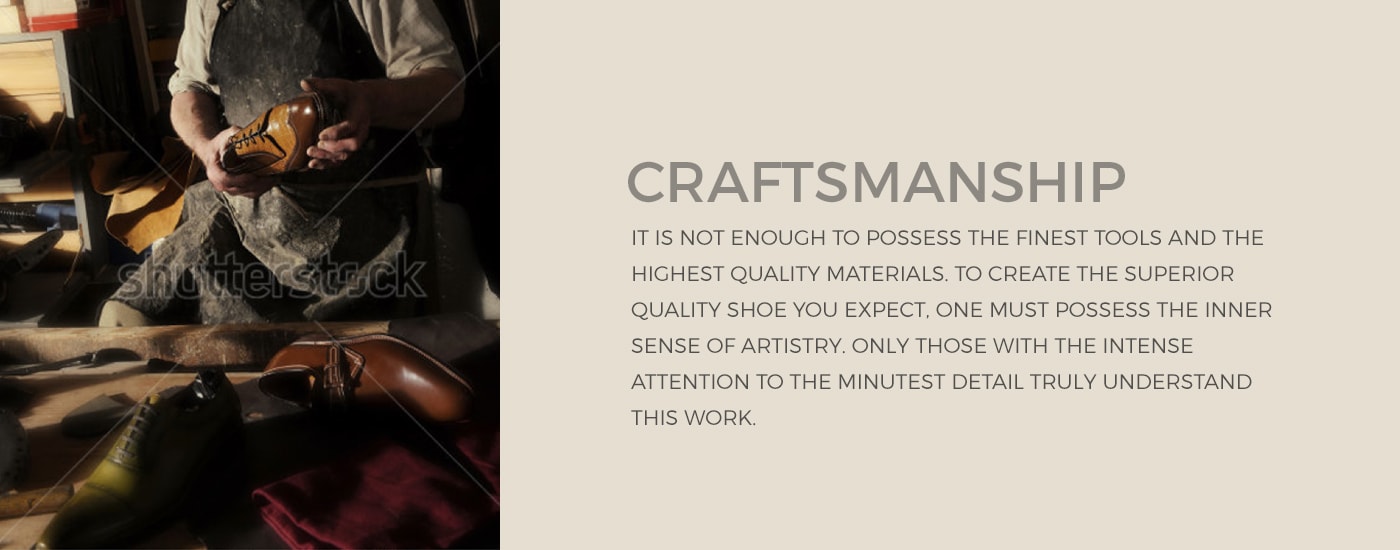 CRAFTSMANSHIP
IT IS NOT ENOUGH TO POSSESS THE FINEST TOOLS AND THE
HIGHEST QUALITY MATERIALS. TO CREATE THE SUPERIOR
QUALITY SHOE YOU EXPECT, ONE MUST POSSESS THE INNER
SENSE OF ARTISTRY. ONLY THOSE WITH THE INTENSE
ATTENTION TO THE MINUTEST DETAIL TRULY UNDERSTAND
THIS WORK.
shutterstock